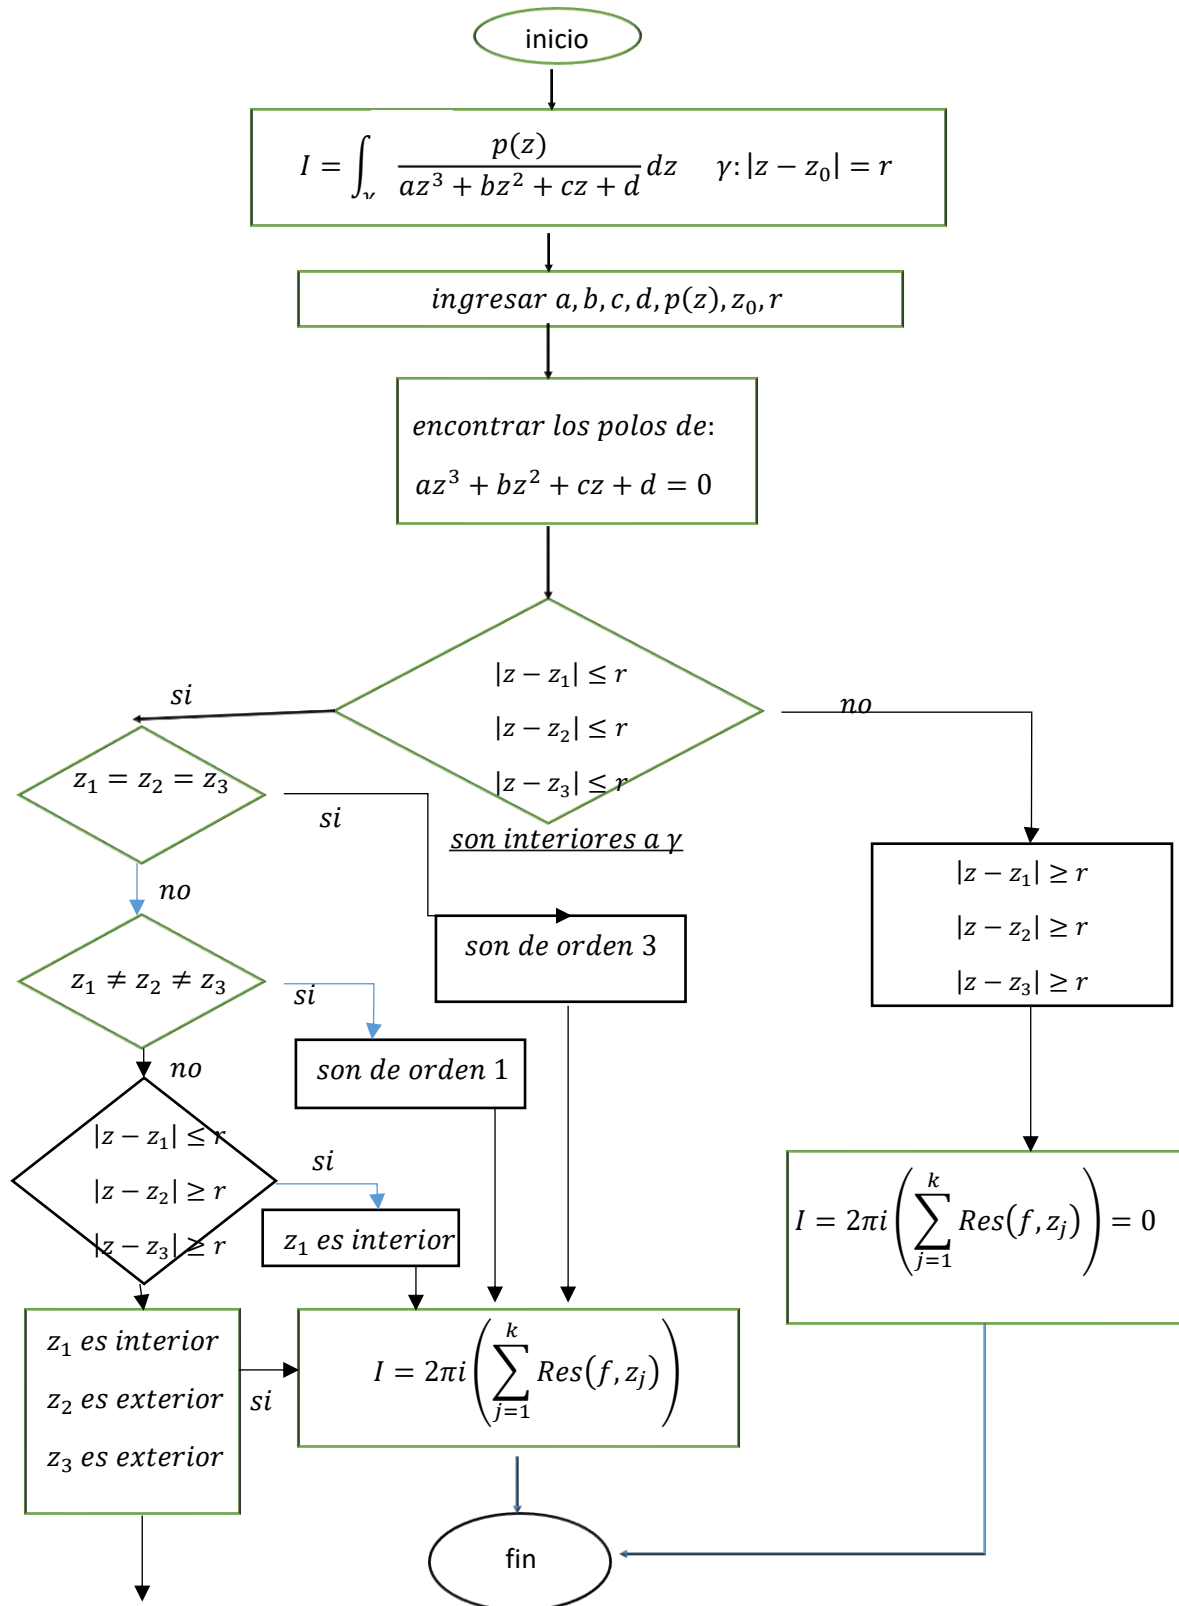 inicio
I = ∫_γ p(z) / (az³ + bz² + cz + d) dz γ: |z − z₀| = r
ingresar a, b, c, d, p(z), z₀, r
encontrar los polos de:
az³ + bz² + cz + d = 0
|z − z₁| ≤ r
|z − z₂| ≤ r
|z − z₃| ≤ r
si
no
son interiores a γ
z₁ = z₂ = z₃
si
no
|z − z₁| ≥ r
|z − z₂| ≥ r
|z − z₃| ≥ r
son de orden 3
z₁ ≠ z₂ ≠ z₃
si
no
son de orden 1
|z − z₁| ≤ r
|z − z₂| ≥ r
|z − z₃| ≥ r
si
z₁ es interior
I = 2πi (∑_{j=1}^{k} Res(f, z_j)) = 0
z₁ es interior
z₂ es exterior
z₃ es exterior
si
I = 2πi (∑_{j=1}^{k} Res(f, z_j))
fin